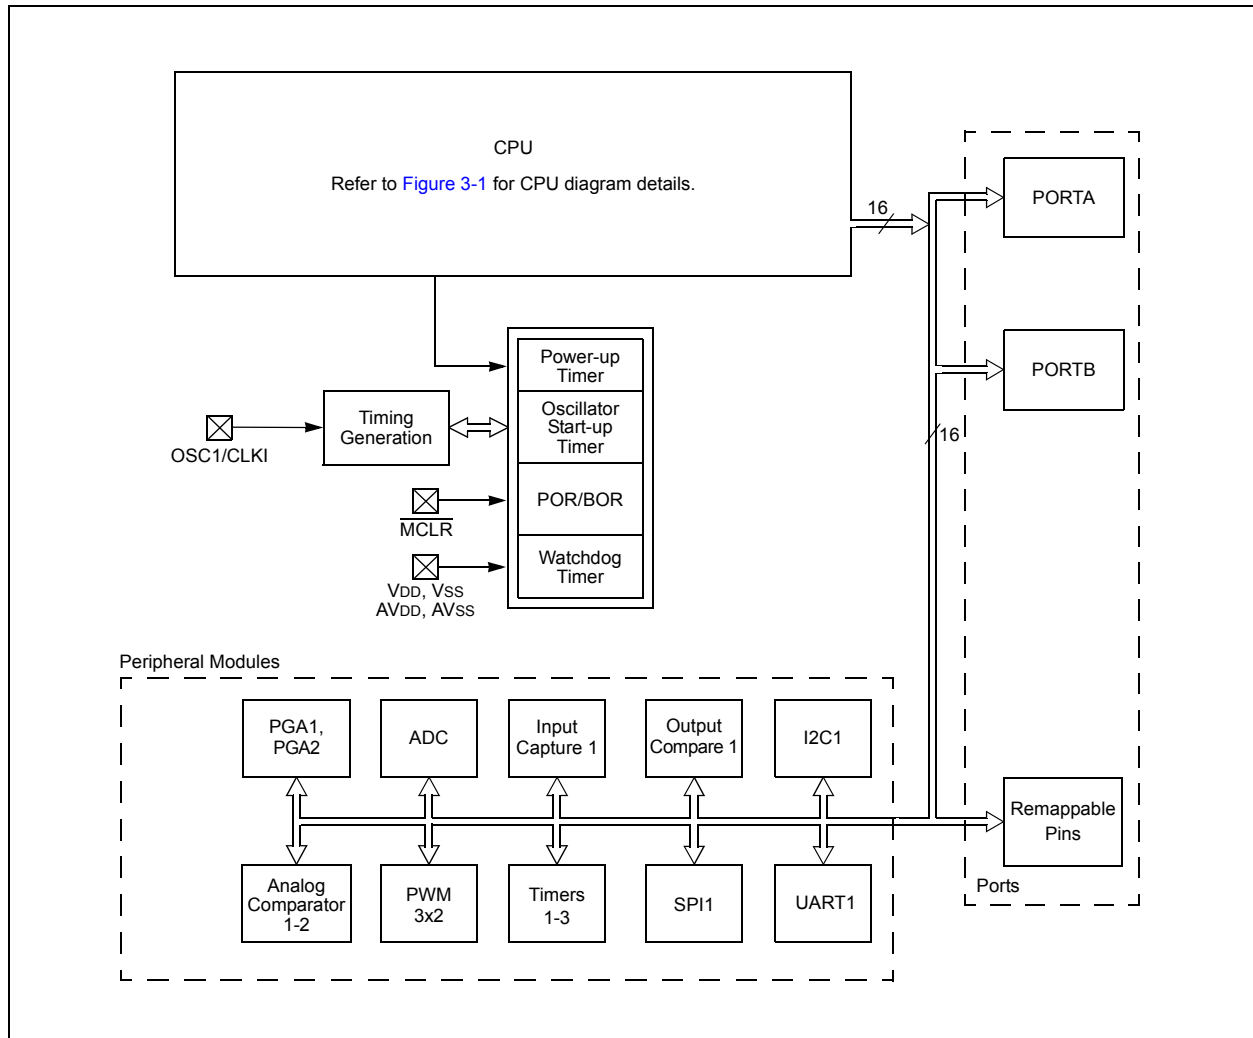 CPU
Refer to Figure 3-1 for CPU diagram details.
16
PORTA
PORTB
16
Power-up
Timer
Oscillator
Start-up
Timer
POR/BOR
Watchdog
Timer
Timing
Generation
OSC1/CLKI
MCLR
VDD, VSS
AVDD, AVSS
Peripheral Modules
PGA1,
PGA2
ADC
Input
Capture 1
Output
Compare 1
I2C1
Analog
Comparator
1-2
PWM
3x2
Timers
1-3
SPI1
UART1
Remappable
Pins
Ports